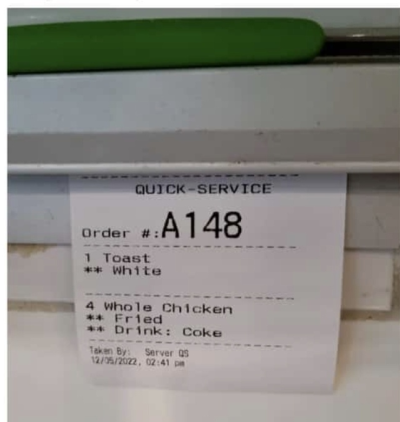 QUICK-SERVICE
Order #:A148
1 Toast
** White
4 Whole Chicken
** Fried
** Drink: Coke
Taken By: Server QS
12/05/2022, 02:41 pm